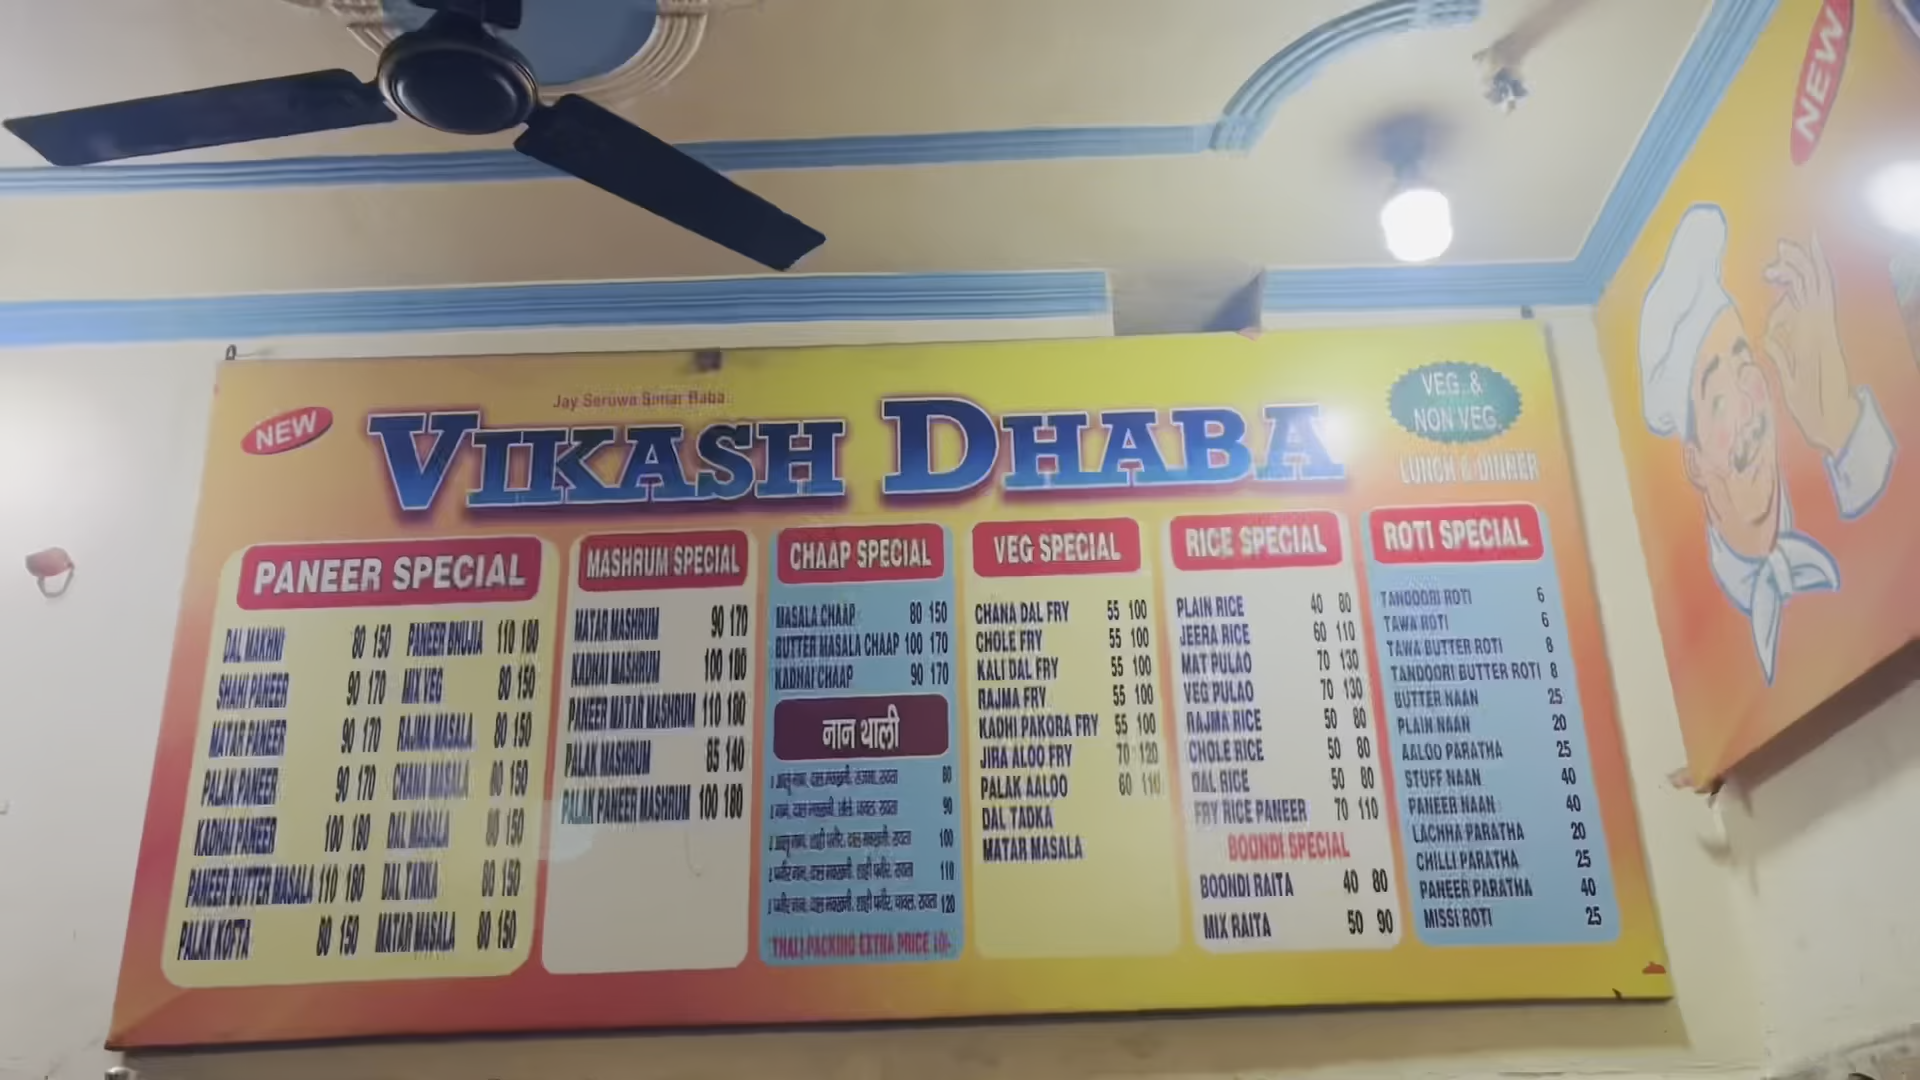 NEW
Jay Seruwa Sonar Baba
VIKASH DHABA
VEG. &
NON VEG.
LUNCH & DINNER
PANEER SPECIAL
DAL MAKHNI 80 150
SHAHI PANEER 90 170
MATAR PANEER 90 170
PALAK PANEER 90 170
KADHAI PANEER 100 180
PANEER BUTTER MASALA 110 180
PALAK KOFTA 80 150
PANEER BHUJIA 110 180
MIX VEG 80 150
RAJMA MASALA 80 150
CHANA MASALA 80 150
DAL MASALA 80 150
DAL TARKA 80 150
MATAR MASALA 80 150
MASHRUM SPECIAL
MATAR MASHRUM 90 170
KADHAI MASHRUM 100 180
PANEER MATAR MASHRUM 110 180
PALAK MASHRUM 85 140
PALAK PANEER MASHRUM 100 180
CHAAP SPECIAL
MASALA CHAAP 80 150
BUTTER MASALA CHAAP 100 170
KADHAI CHAAP 90 170
नान थाली
80
90
100
110
120
THALI PACKING EXTRA PRICE 10/-
VEG SPECIAL
CHANA DAL FRY 55 100
CHOLE FRY 55 100
KALI DAL FRY 55 100
RAJMA FRY 55 100
KADHI PAKORA FRY 55 100
JIRA ALOO FRY 70 120
PALAK AALOO 60 110
DAL TADKA
MATAR MASALA
RICE SPECIAL
PLAIN RICE 40 80
JEERA RICE 60 110
MAT PULAO 70 130
VEG PULAO 70 130
RAJMA RICE 50 80
CHOLE RICE 50 80
DAL RICE 50 80
FRY RICE PANEER 70 110
BOONDI SPECIAL
BOONDI RAITA 40 80
MIX RAITA 50 90
ROTI SPECIAL
TANDOORI ROTI 6
TAWA ROTI 6
TAWA BUTTER ROTI 8
TANDOORI BUTTER ROTI 8
BUTTER NAAN 25
PLAIN NAAN 20
AALOO PARATHA 25
STUFF NAAN 40
PANEER NAAN 40
LACHHA PARATHA 20
CHILLI PARATHA 25
PANEER PARATHA 40
MISSI ROTI 25
NEW